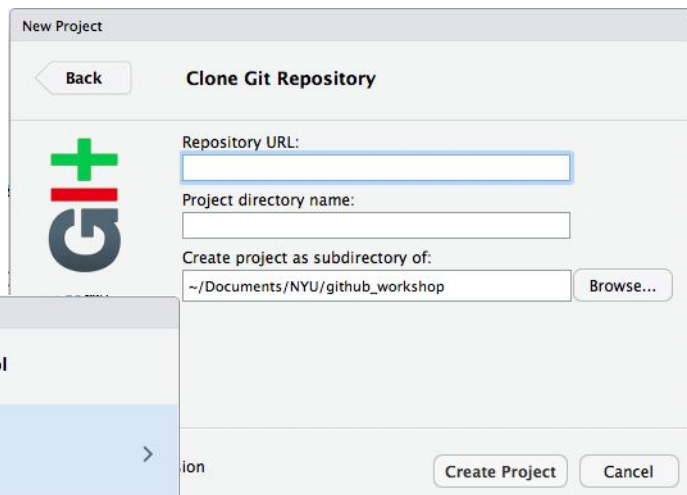 New Project
Back
Clone Git Repository
Repository URL:
Project directory name:
Create project as subdirectory of:
~/Documents/NYU/github_workshop
Browse...
GIt
Create Project
Cancel